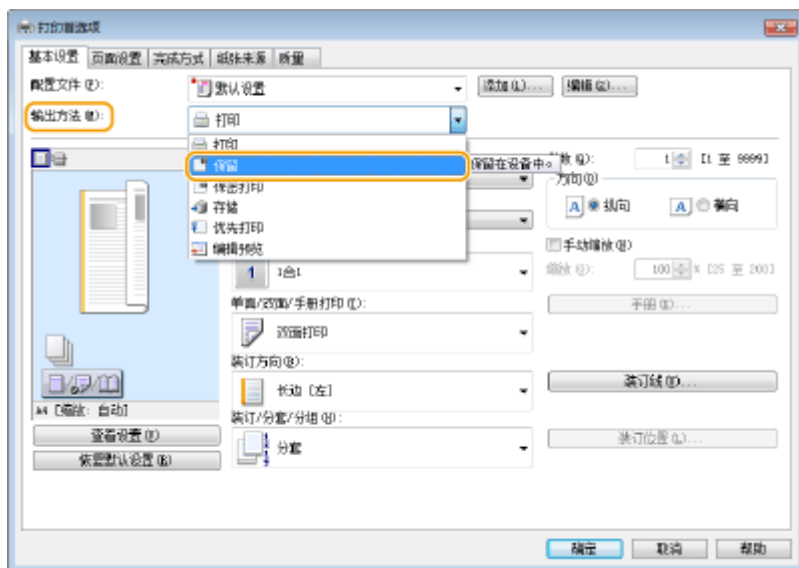 打印首选项
基本设置 页面设置 完成方式 纸张来源 质量
配置文件(F): 默认设置 添加(1)... 编辑(2)...
输出方法(M): 打印
打印
保留
保留在设备中。
保密打印
存储
优先打印
编辑预览
[1 至 9999]
方向(O)
A 纵向 A 横向
手动缩放(N)
缩放(G): 100 % [25 至 200]
1 1合1
单面/双面/手册打印(T):
双面打印
手册(K)...
装订方向(B):
长边[左]
装订线(D)...
A4 [缩放: 自动]
装订/分套/分组(H):
分套
装订位置(L)...
查看设置(V)
恢复默认设置(R)
确定 取消 帮助